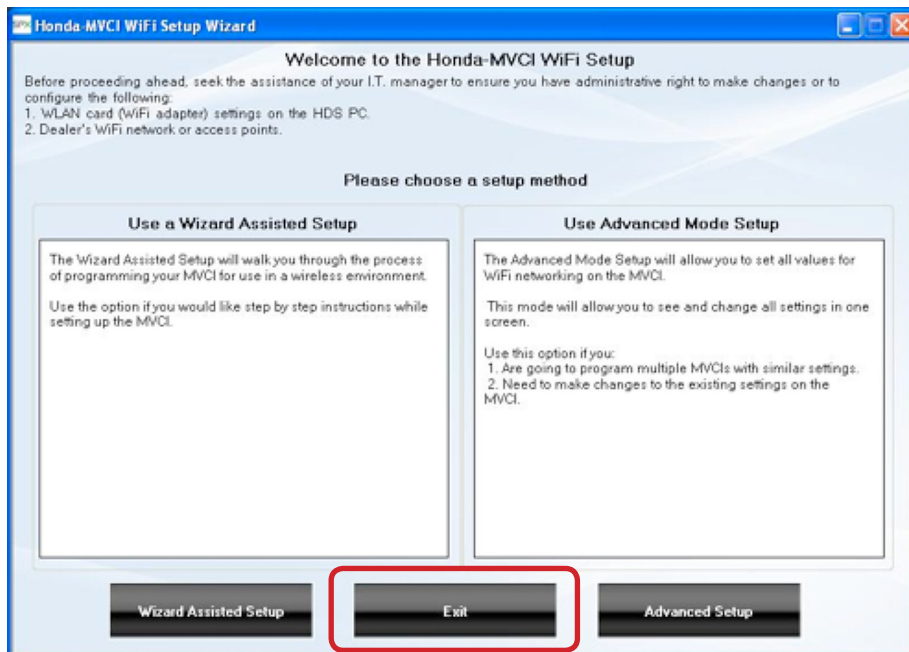 Honda-MVCI WiFi Setup Wizard
Welcome to the Honda-MVCI WiFi Setup
Before proceeding ahead, seek the assistance of your I.T. manager to ensure you have administrative right to make changes or to
configure the following:
1. WLAN card (WiFi adapter) settings on the HDS PC.
2. Dealer's WiFi network or access points.
Please choose a setup method
Use a Wizard Assisted Setup
The Wizard Assisted Setup will walk you through the process
of programming your MVCI for use in a wireless environment.
Use the option if you would like step by step instructions while
setting up the MVCI.
Use Advanced Mode Setup
The Advanced Mode Setup will allow you to set all values for
WiFi networking on the MVCI.
This mode will allow you to see and change all settings in one
screen.
Use this option if you:
1. Are going to program multiple MVCIs with similar settings.
2. Need to make changes to the existing settings on the
MVCI.
Wizard Assisted Setup
Exit
Advanced Setup